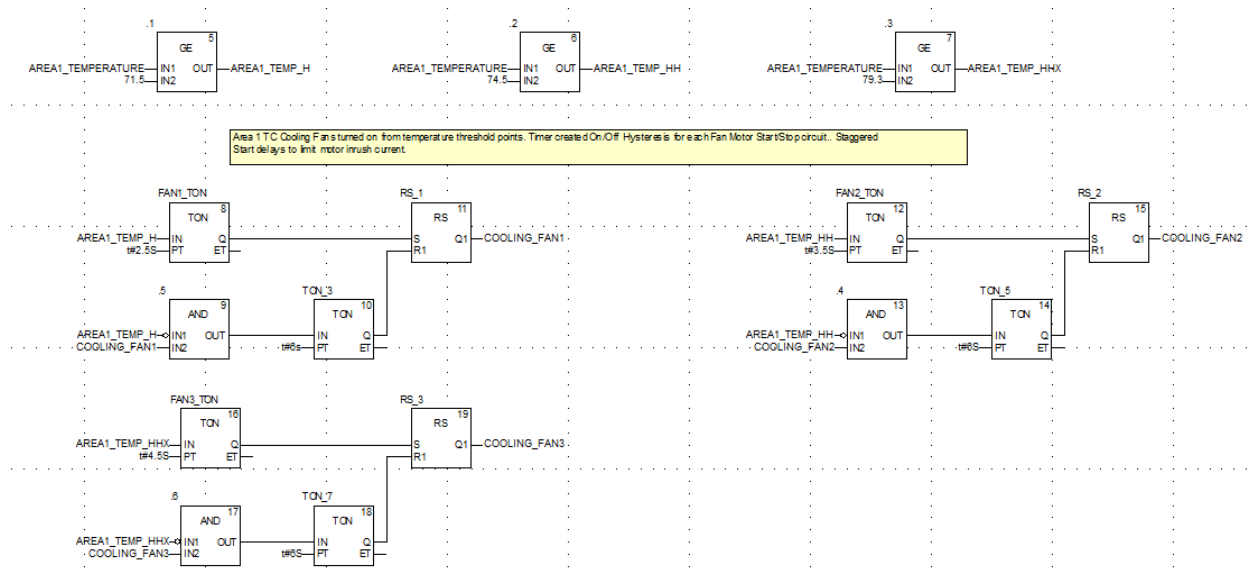 .1
5
GE
AREA1_TEMPERATURE IN1 OUT AREA1_TEMP_H
71.5 IN2
.2
6
GE
AREA1_TEMPERATURE IN1 OUT AREA1_TEMP_HH
74.5 IN2
.3
7
GE
AREA1_TEMPERATURE IN1 OUT AREA1_TEMP_HHX
79.3 IN2
Area 1 TC Cooling Fans turned on from temperature threshold points. Timer created On/Off Hysteresis for each Fan Motor Start/Stop circuit.. Staggered
Start delays to limit motor inrush current.
FAN1_TON
8
TON
AREA1_TEMP_H IN Q
t#2.5S PT ET
RS_1
11
RS
S Q1 COOLING_FAN1
R1
.5
9
AND
AREA1_TEMP_H IN1 OUT
COOLING_FAN1 IN2
TON_3
10
TON
IN Q
t#6s PT ET
FAN2_TON
12
TON
AREA1_TEMP_HH IN Q
t#3.5S PT ET
RS_2
15
RS
S Q1 COOLING_FAN2
R1
.4
13
AND
AREA1_TEMP_HH IN1 OUT
COOLING_FAN2 IN2
TON_5
14
TON
IN Q
t#6S PT ET
FAN3_TON
16
TON
AREA1_TEMP_HHX IN Q
t#4.5S PT ET
RS_3
19
RS
S Q1 COOLING_FAN3
R1
.6
17
AND
AREA1_TEMP_HHX IN1 OUT
COOLING_FAN3 IN2
TON_7
18
TON
IN Q
t#6S PT ET